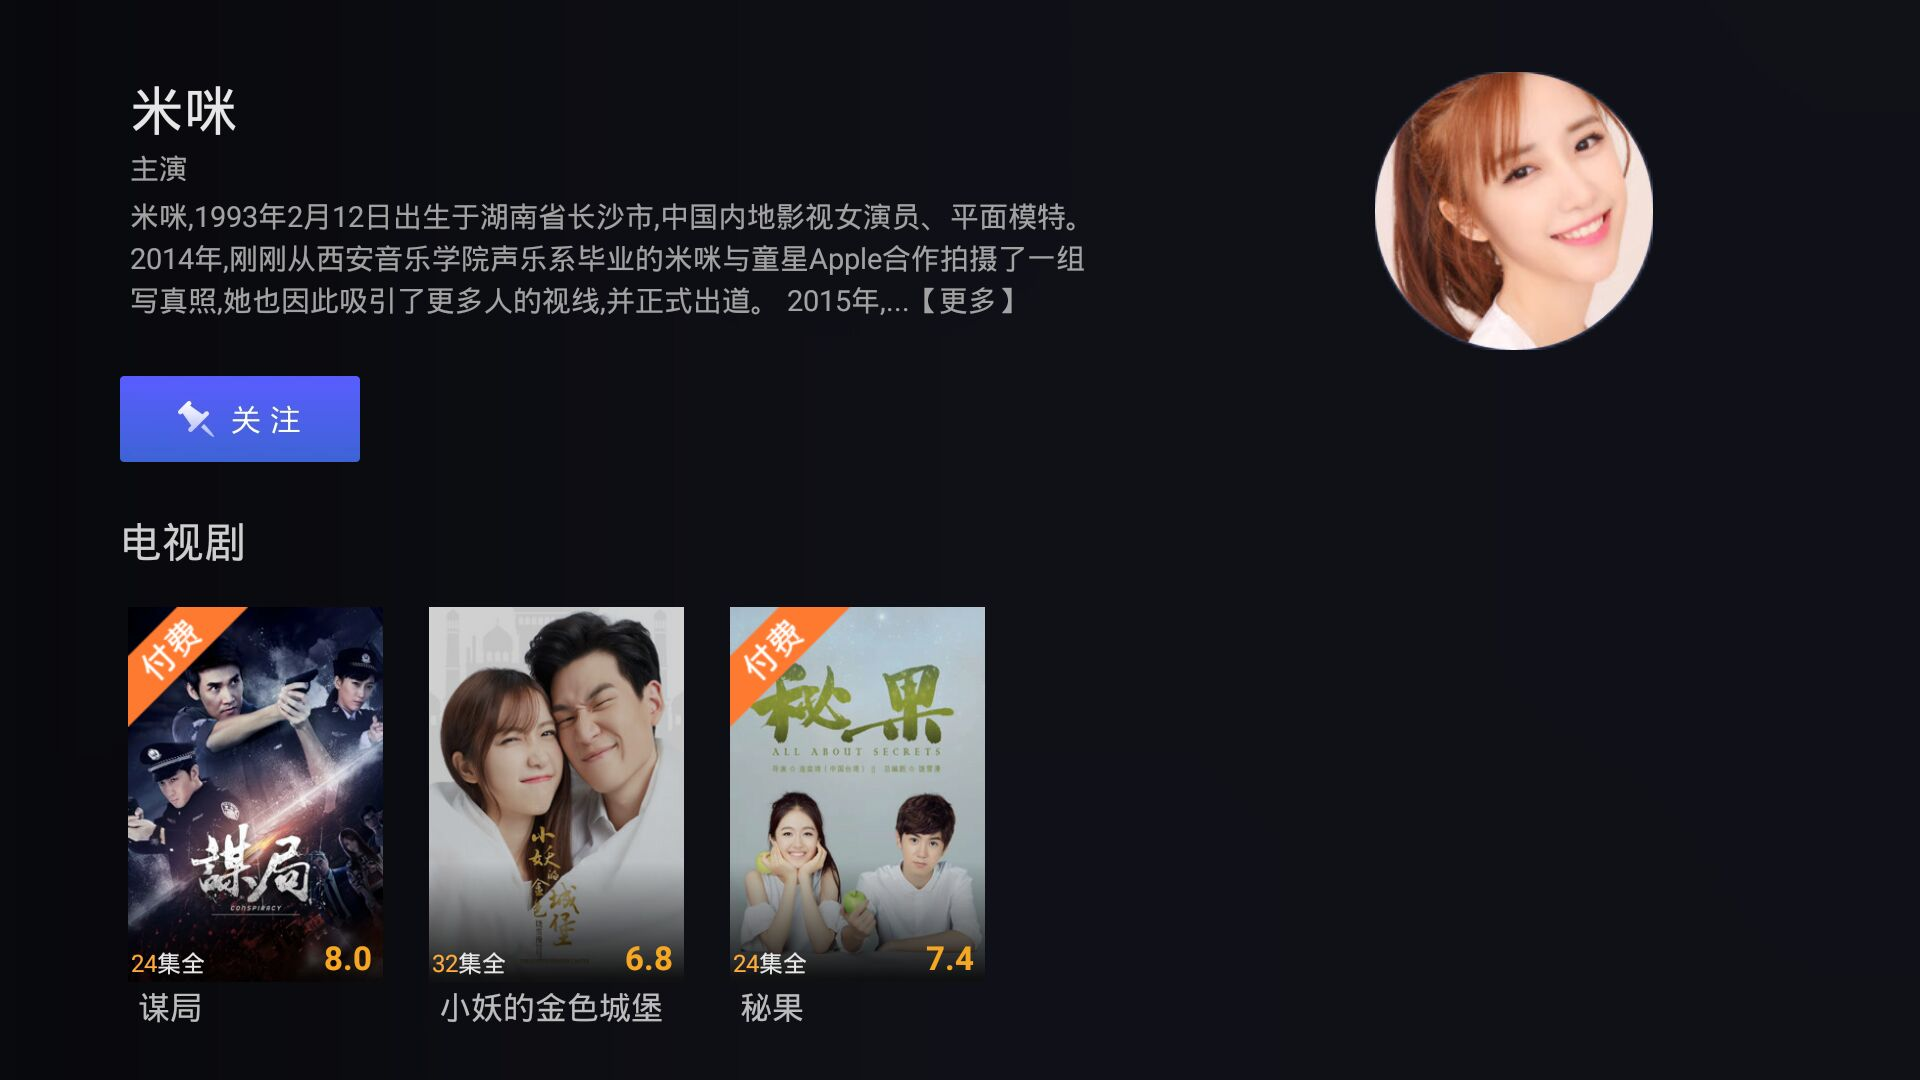 米咪
主演
米咪,1993年2月12日出生于湖南省长沙市,中国内地影视女演员、平面模特。
2014年,刚刚从西安音乐学院声乐系毕业的米咪与童星Apple合作拍摄了一组
写真照,她也因此吸引了更多人的视线,并正式出道。 2015年,...【更多】
关注
电视剧
付费
謀局
CONSPIRACY
24集全
8.0
谋局
小妖的金色城堡
32集全
6.8
小妖的金色城堡
付费
秘果
ALL ABOUT SECRETS
24集全
7.4
秘果